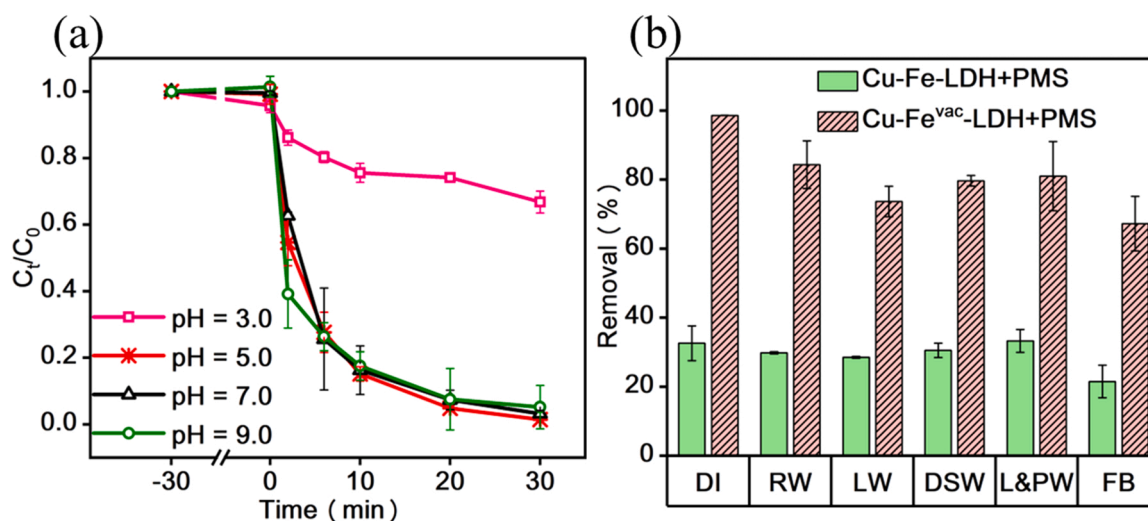 (a)
C_t/C_0
1.0
0.8
0.6
0.4
0.2
0.0
pH = 3.0
pH = 5.0
pH = 7.0
pH = 9.0
-30
0
10
20
30
Time ( min )
(b)
Removal ( % )
100
80
60
40
20
0
Cu-Fe-LDH+PMS
Cu-Fe^vac-LDH+PMS
DI
RW
LW
DSW
L&PW
FB